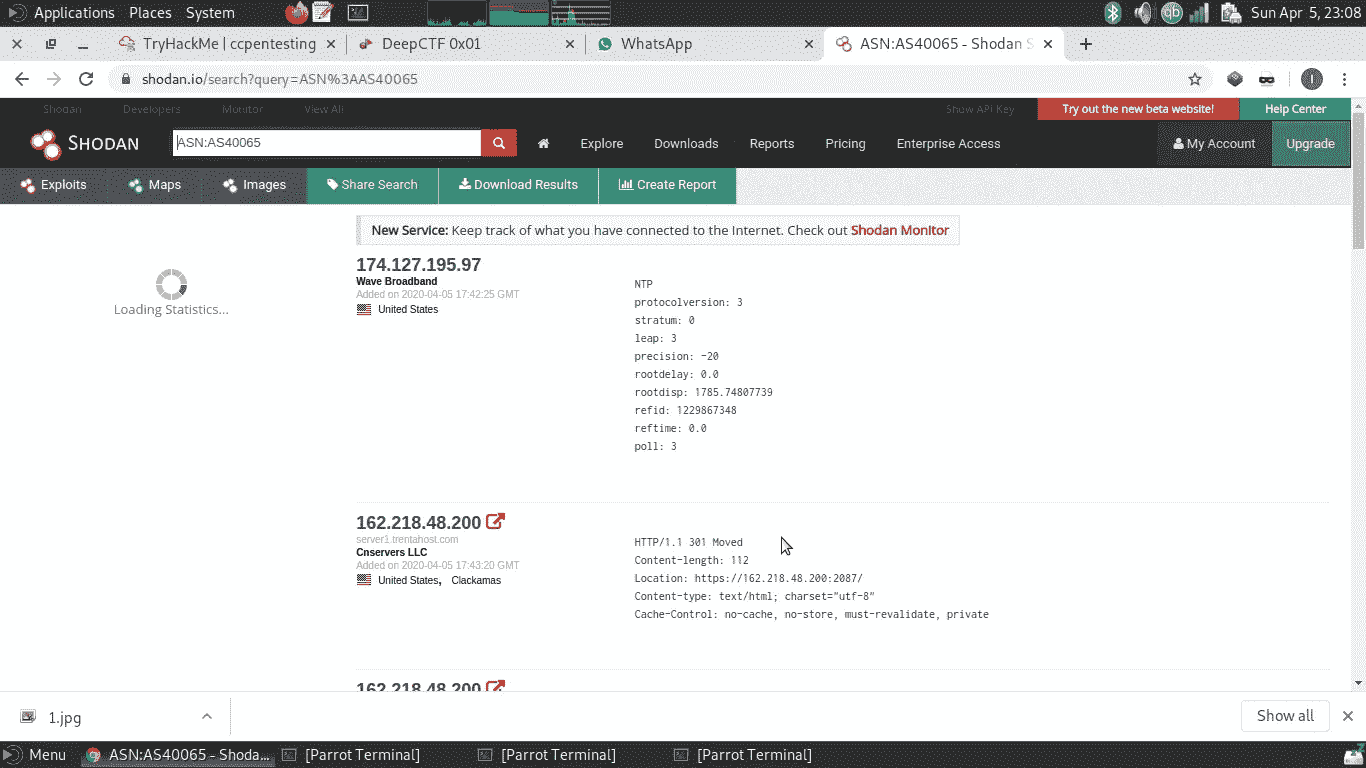 Applications Places System
Sun Apr 5, 23:08
TryHackMe | ccpentesting
DeepCTF 0x01
WhatsApp
ASN:AS40065 - Shodan S
shodan.io/search?query=ASN%3AAS40065
Shodan Developers Monitor View All
Show API Key
Try out the new beta website!
Help Center
SHODAN
ASN:AS40065
Explore Downloads Reports Pricing Enterprise Access
My Account
Upgrade
Exploits Maps Images Share Search Download Results Create Report
New Service: Keep track of what you have connected to the Internet. Check out Shodan Monitor
Loading Statistics...
174.127.195.97
Wave Broadband
Added on 2020-04-05 17:42:25 GMT
United States
NTP
protocolversion: 3
stratum: 0
leap: 3
precision: -20
rootdelay: 0.0
rootdisp: 1785.74807739
refid: 1229867348
reftime: 0.0
poll: 3
162.218.48.200
server1.trentahost.com
Cnservers LLC
Added on 2020-04-05 17:43:20 GMT
United States, Clackamas
HTTP/1.1 301 Moved
Content-length: 112
Location: https://162.218.48.200:2087/
Content-type: text/html; charset="utf-8"
Cache-Control: no-cache, no-store, must-revalidate, private
162.218.48.200
1.jpg
Show all
Menu
ASN:AS40065 - Shoda...
[Parrot Terminal]
[Parrot Terminal]
[Parrot Terminal]